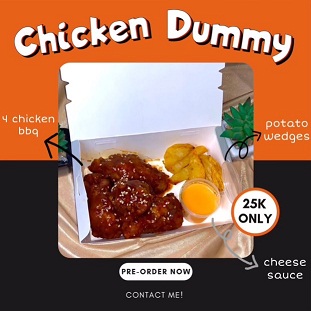 Chicken Dummy
4 chicken
bbq
potato
wedges
25K
ONLY
cheese
sauce
PRE-ORDER NOW
CONTACT ME!